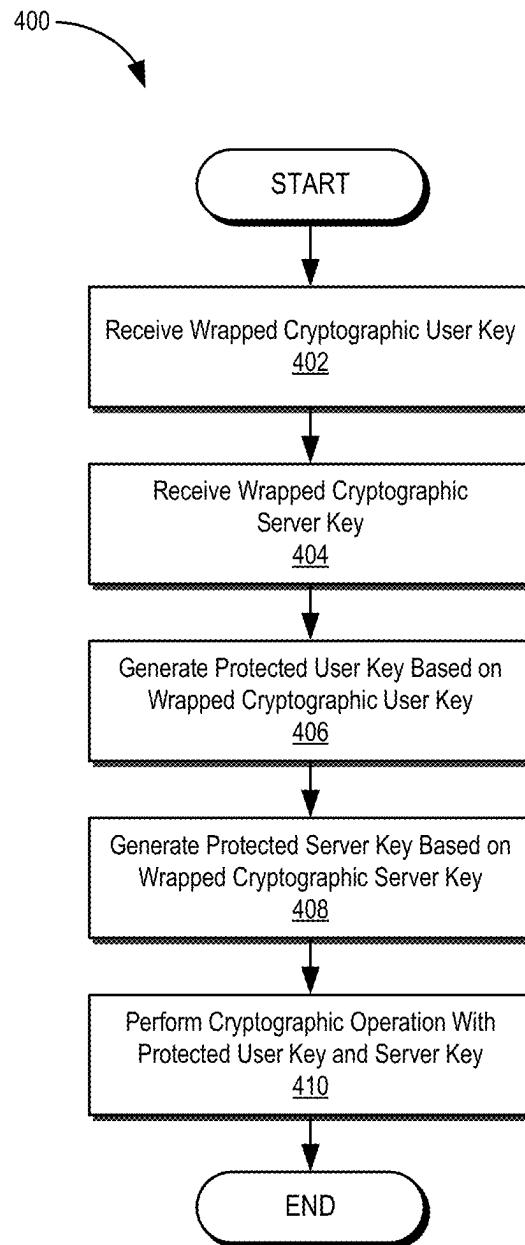 400
START
Receive Wrapped Cryptographic User Key
402
Receive Wrapped Cryptographic
Server Key
404
Generate Protected User Key Based on
Wrapped Cryptographic User Key
406
Generate Protected Server Key Based on
Wrapped Cryptographic Server Key
408
Perform Cryptographic Operation With
Protected User Key and Server Key
410
END